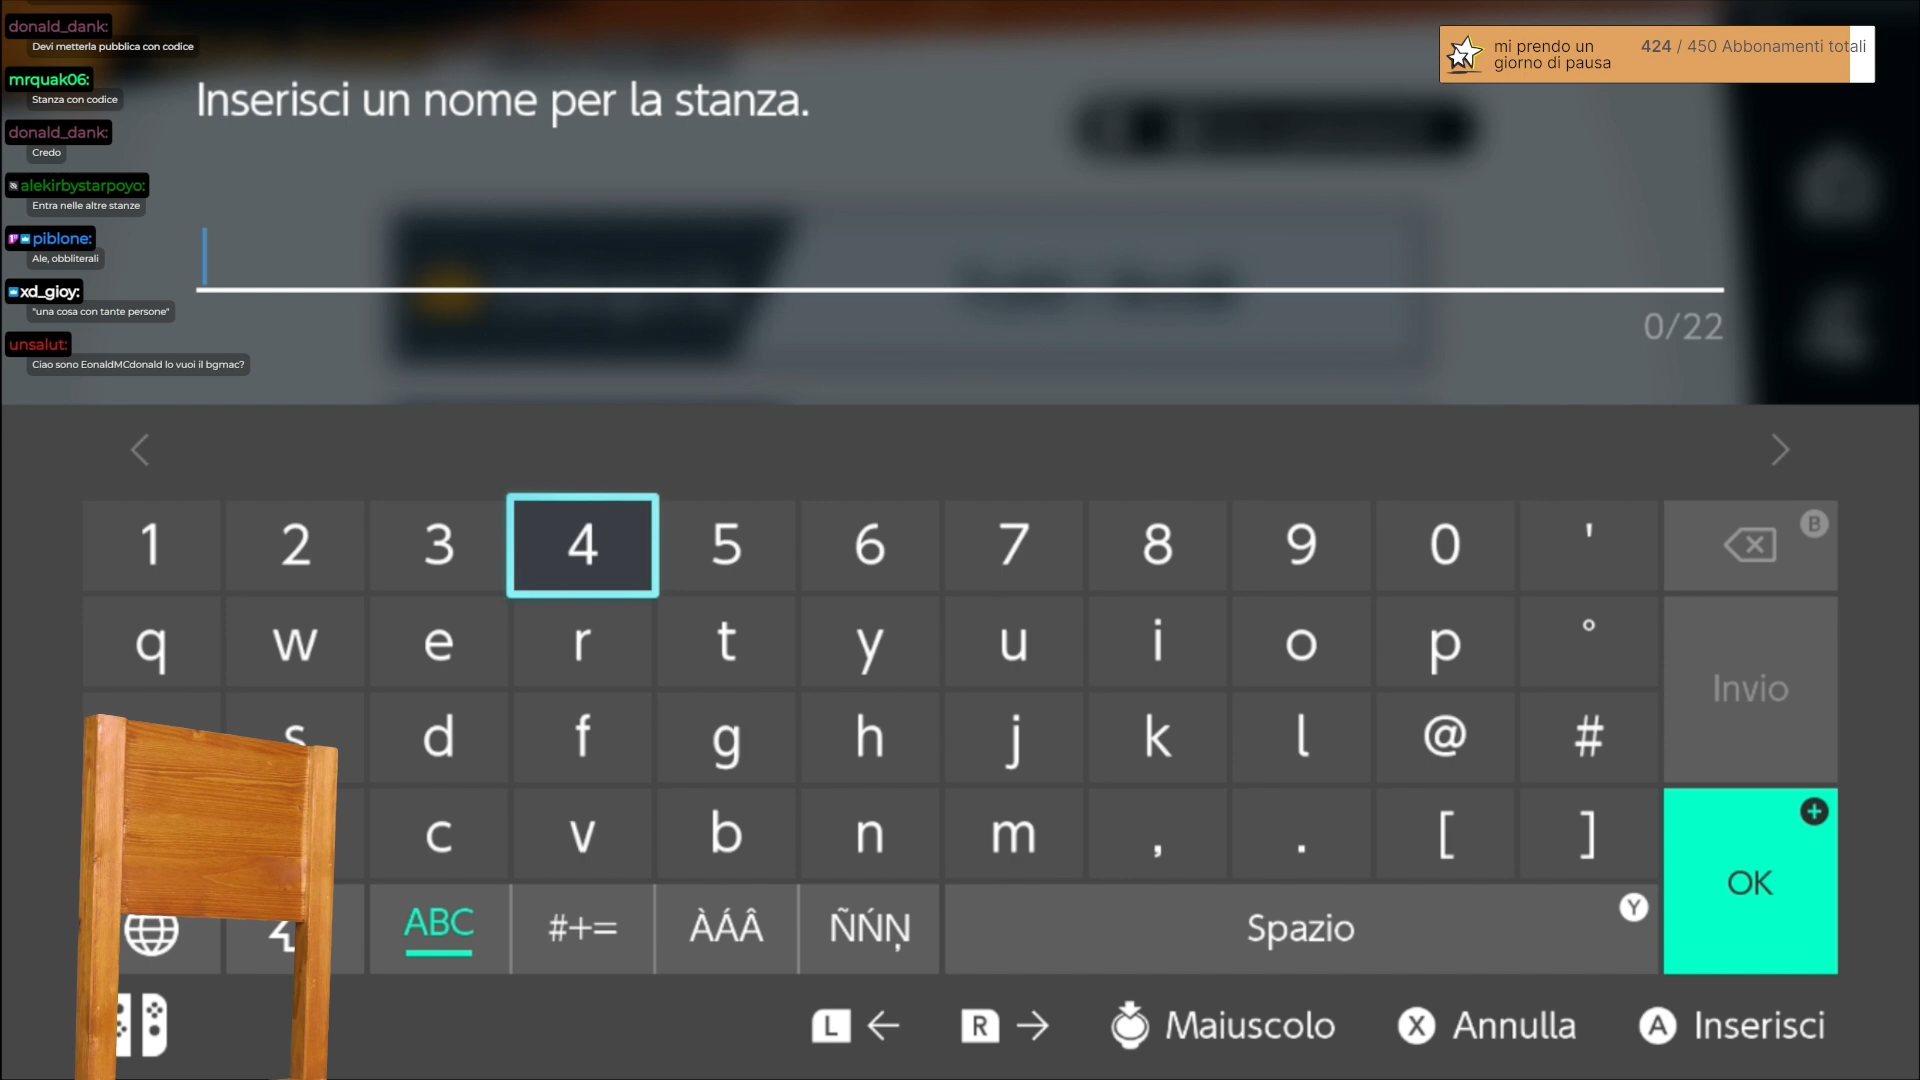 donald_dank:
Devi metterla pubblica con codice
mrquak06:
Stanza con codice
donald_dank:
Credo
alekirbystarpoyo:
Entra nelle altre stanze
piblone:
Ale, obbliterali
xd_gioy:
"una cosa con tante persone"
unsalut:
Ciao sono EonaldMCdonald lo vuoi il bgmac?
mi prendo un
giorno di pausa
424 / 450 Abbonamenti totali
Inserisci un nome per la stanza.
0/22
1 2 3 4 5 6 7 8 9 0 ' B
q w e r t y u i o p °
Invio
s d f g h j k l @ #
c v b n m , . [ ]
+
OK
ABC #+= ÀÁÂ ÑŃŅ Spazio Y
L ← R → Maiuscolo X Annulla A Inserisci